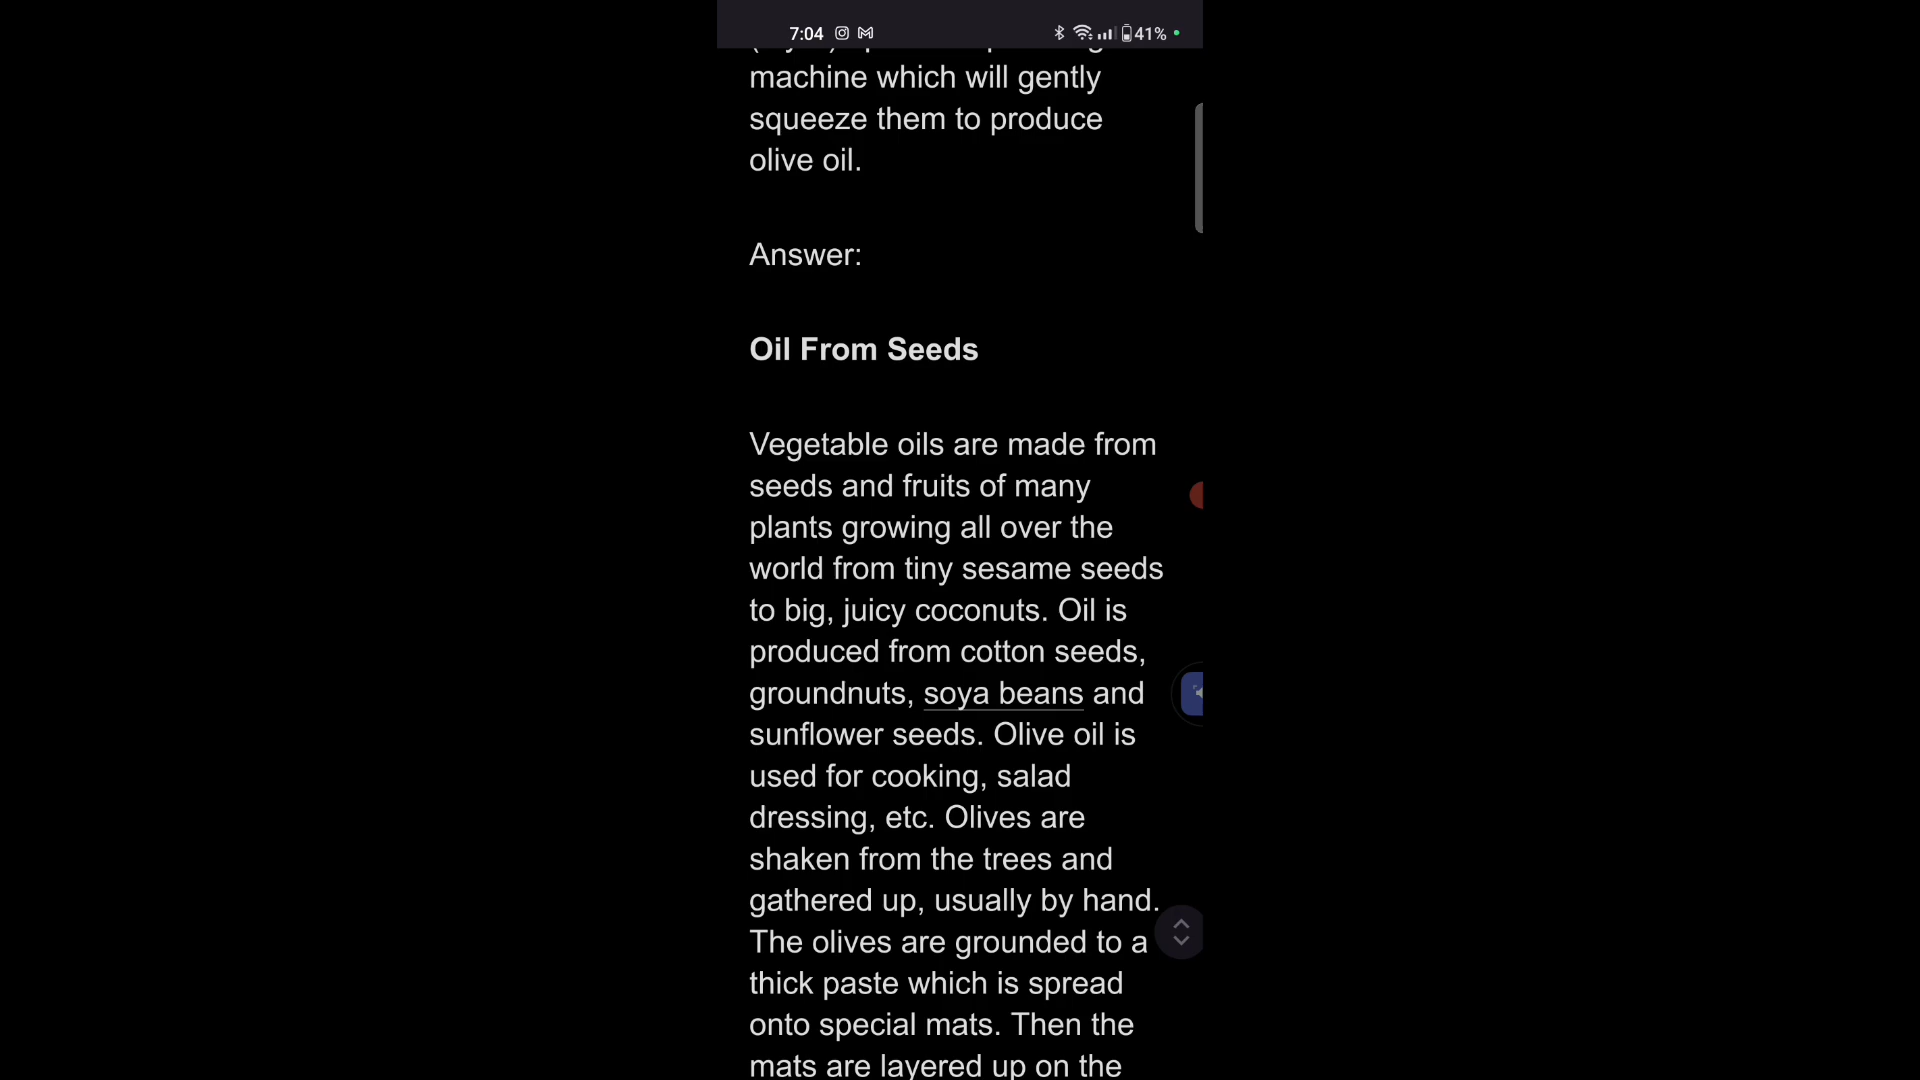 7:04 41%
machine which will gently
squeeze them to produce
olive oil.
Answer:
Oil From Seeds
Vegetable oils are made from
seeds and fruits of many
plants growing all over the
world from tiny sesame seeds
to big, juicy coconuts. Oil is
produced from cotton seeds,
groundnuts, soya beans and
sunflower seeds. Olive oil is
used for cooking, salad
dressing, etc. Olives are
shaken from the trees and
gathered up, usually by hand.
The olives are grounded to a
thick paste which is spread
onto special mats. Then the
mats are layered up on the